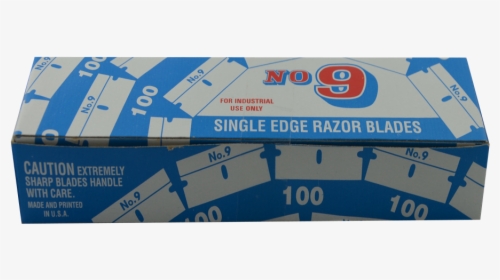 No.9
100
No.9
100
No.9
NO 9
FOR INDUSTRIAL
USE ONLY
SINGLE EDGE RAZOR BLADES
No.9
CAUTION EXTREMELY
SHARP BLADES HANDLE
WITH CARE.
MADE AND PRINTED
IN U.S.A.
No.9
No.9
No.9
No.9
100
100
100